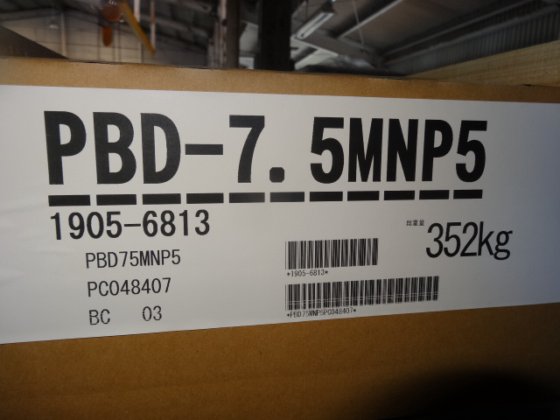 PBD-7.5MNP5
1905-6813
PBD75MNP5
PC048407
BC 03
総重量 352kg
*1905-6813*
*PBD75MNP5PC048407*